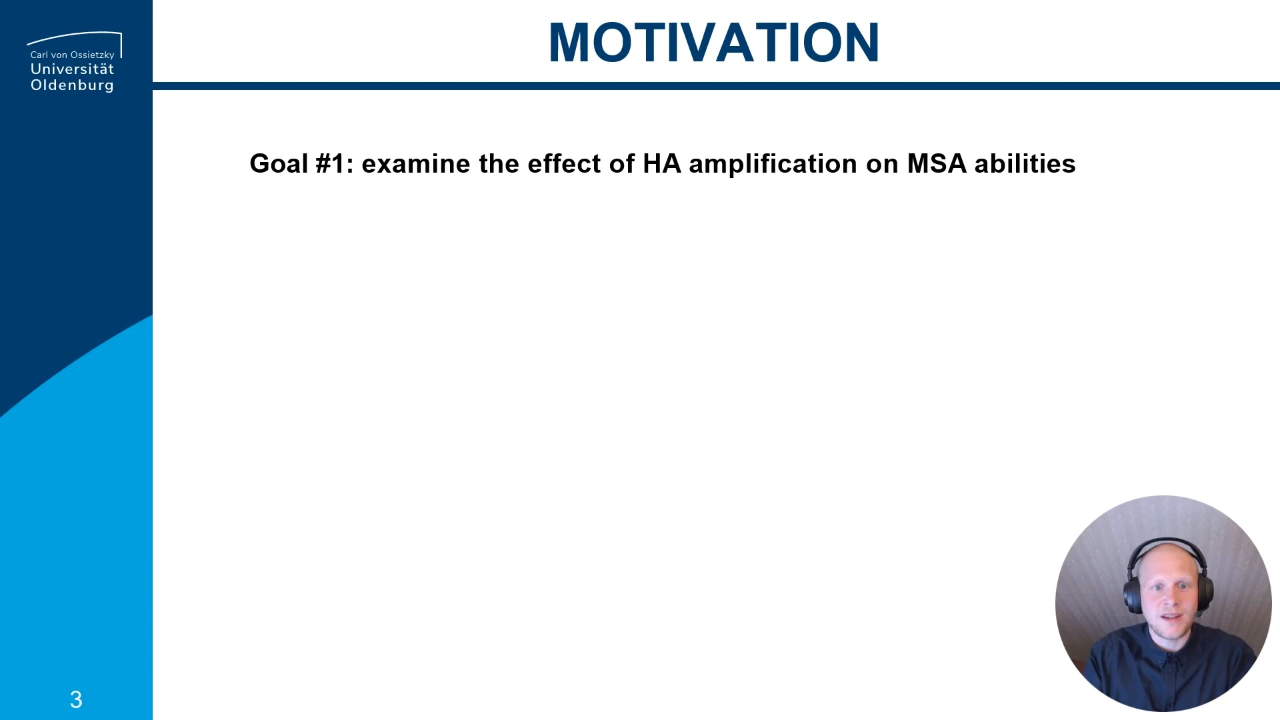 Carl von Ossietzky
Universität
Oldenburg
MOTIVATION
Goal #1: examine the effect of HA amplification on MSA abilities
3